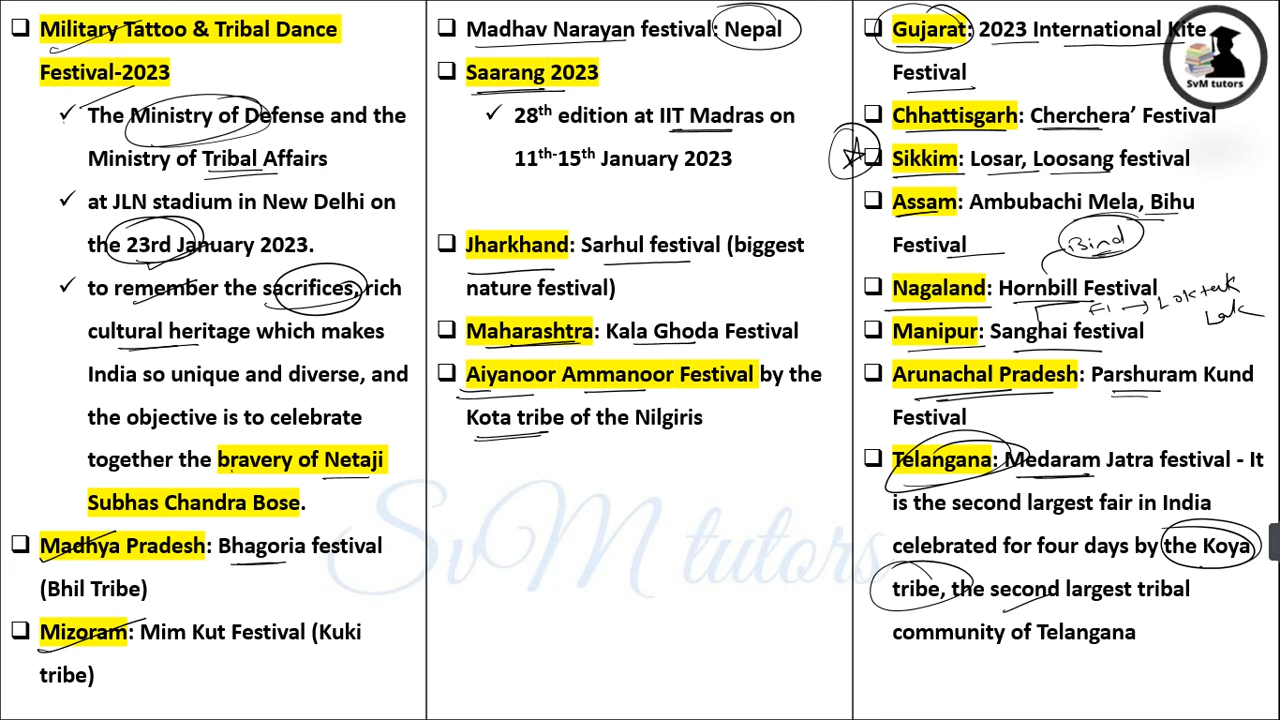 ❑ Military Tattoo & Tribal Dance
Festival-2023
✓ The Ministry of Defense and the
Ministry of Tribal Affairs
✓ at JLN stadium in New Delhi on
the 23rd January 2023.
✓ to remember the sacrifices, rich
cultural heritage which makes
India so unique and diverse, and
the objective is to celebrate
together the bravery of Netaji
Subhas Chandra Bose.
❑ Madhya Pradesh: Bhagoria festival
(Bhil Tribe)
❑ Mizoram: Mim Kut Festival (Kuki
tribe)
❑ Madhav Narayan festival: Nepal
❑ Saarang 2023
✓ 28th edition at IIT Madras on
11th-15th January 2023
❑ Jharkhand: Sarhul festival (biggest
nature festival)
❑ Maharashtra: Kala Ghoda Festival
❑ Aiyanoor Ammanoor Festival by the
Kota tribe of the Nilgiris
❑ Gujarat: 2023 International Kite
Festival
❑ Chhattisgarh: Cherchera’ Festival
❑ Sikkim: Losar, Loosang festival
❑ Assam: Ambubachi Mela, Bihu
Festival
Bind
❑ Nagaland: Hornbill Festival
Fl → Loktak
Lak
❑ Manipur: Sanghai festival
❑ Arunachal Pradesh: Parshuram Kund
Festival
❑ Telangana: Medaram Jatra festival - It
is the second largest fair in India
celebrated for four days by the Koya
tribe, the second largest tribal
community of Telangana
SvM tutors
SvM tutors